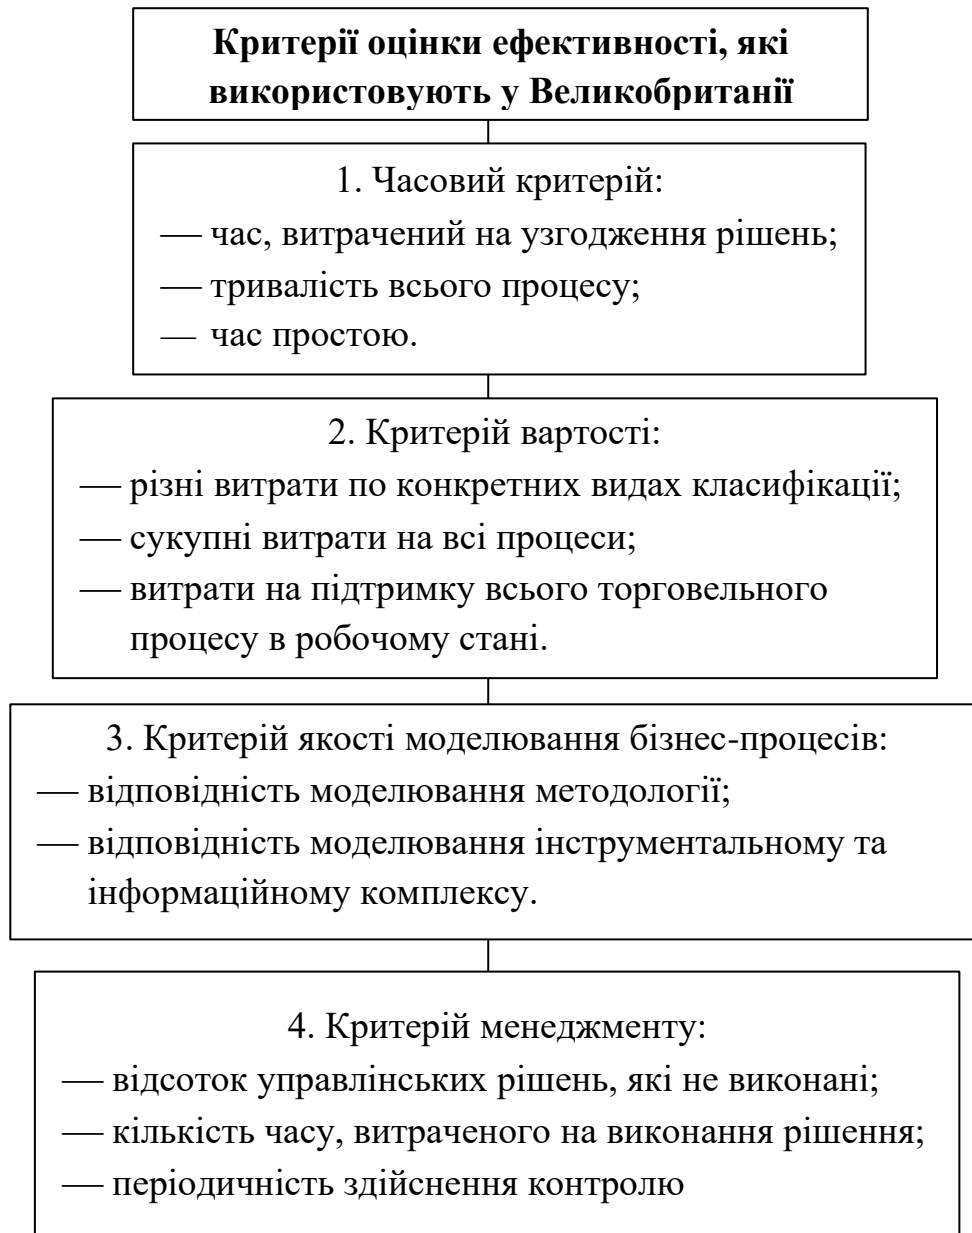 Критерії оцінки ефективності, які
використовують у Великобританії
1. Часовий критерій:
— час, витрачений на узгодження рішень;
— тривалість всього процесу;
— час простою.
2. Критерій вартості:
— різні витрати по конкретних видах класифікації;
— сукупні витрати на всі процеси;
— витрати на підтримку всього торговельного
процесу в робочому стані.
3. Критерій якості моделювання бізнес-процесів:
— відповідність моделювання методології;
— відповідність моделювання інструментальному та
інформаційному комплексу.
4. Критерій менеджменту:
— відсоток управлінських рішень, які не виконані;
— кількість часу, витраченого на виконання рішення;
— періодичність здійснення контролю